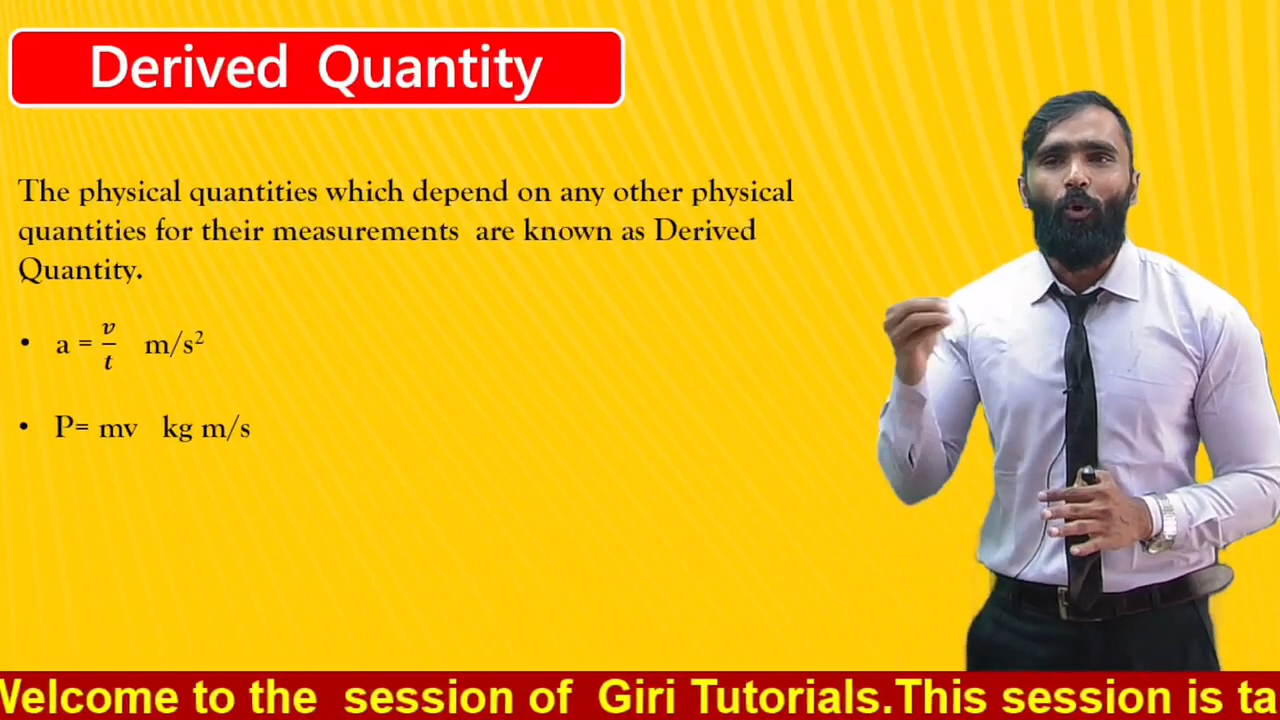 Derived Quantity
The physical quantities which depend on any other physical
quantities for their measurements are known as Derived
Quantity.
• a = v/t m/s²
• P= mv kg m/s
Welcome to the session of Giri Tutorials.This session is ta